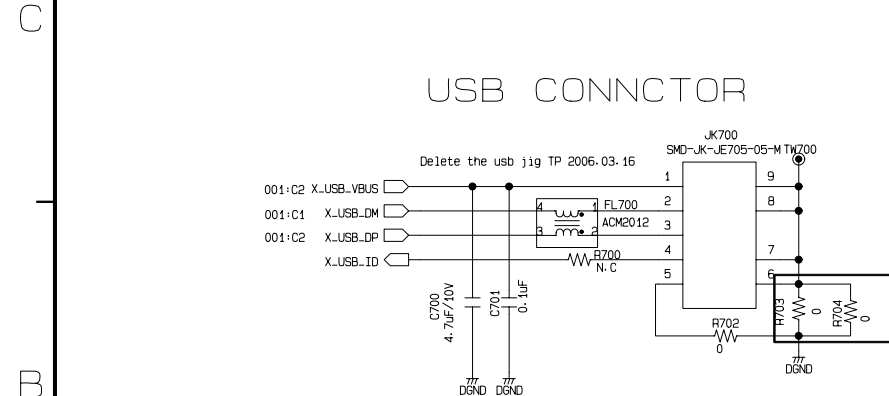 C
USB CONNCTOR
JK700
SMD-JK-JE705-05-M TW700
Delete the usb jig TP 2006.03.16
001:C2 X_USB_VBUS
1
9
001:C1 X_USB_DM
4
1
FL700
2
8
ACM2012
001:C2 X_USB_DP
3
2
3
X_USB_ID
R700
N.C
4
7
5
6
C700
4.7uF/10V
C701
0.1uF
R703
0
R704
0
R702
0
DGND
DGND
DGND
B